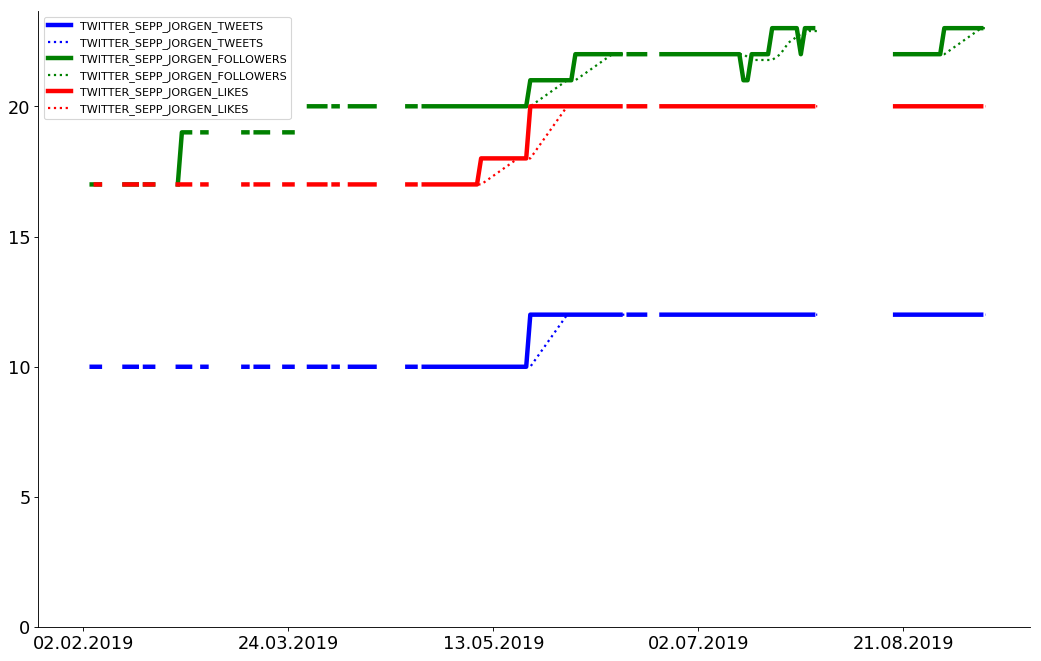 TWITTER_SEPP_JORGEN_TWEETS
TWITTER_SEPP_JORGEN_TWEETS
TWITTER_SEPP_JORGEN_FOLLOWERS
TWITTER_SEPP_JORGEN_FOLLOWERS
TWITTER_SEPP_JORGEN_LIKES
TWITTER_SEPP_JORGEN_LIKES
20
15
10
5
0
02.02.2019 24.03.2019 13.05.2019 02.07.2019 21.08.2019